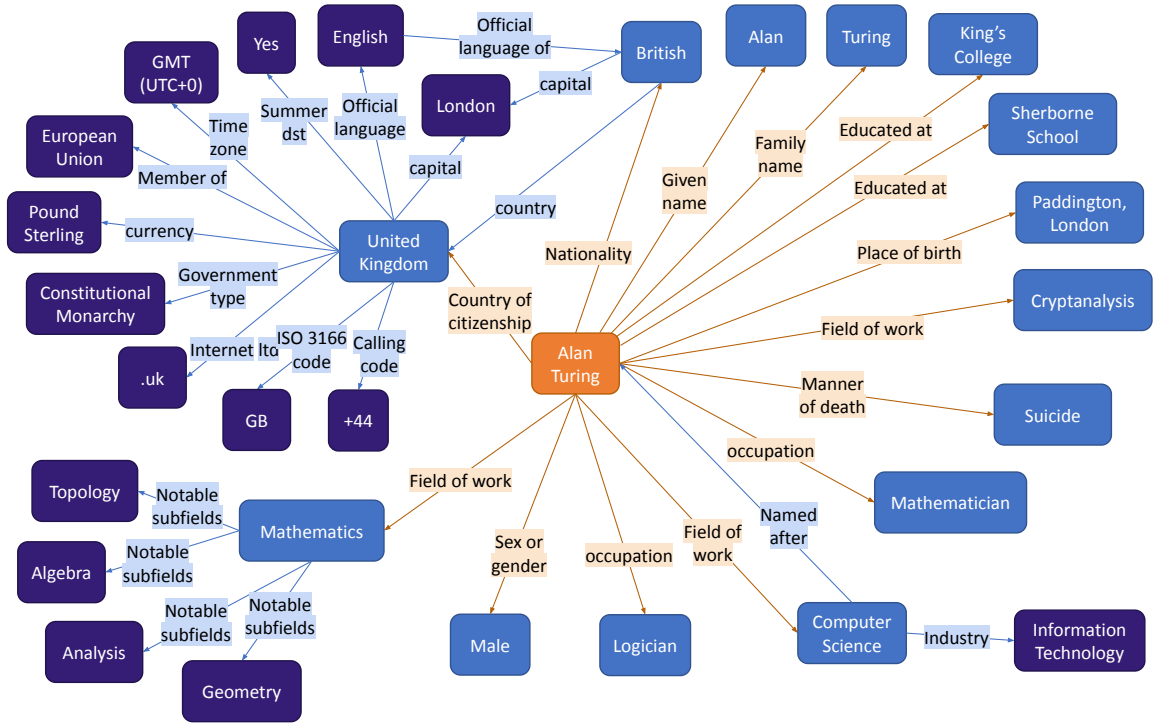 Yes
English
Official
language of
British
Alan
Turing
King's
College
GMT
(UTC+0)
Summer
dst
Official
language
London
capital
European
Union
Time
zone
Member of
capital
Family
name
Educated at
Sherborne
School
Given
name
Educated at
Pound
Sterling
currency
United
Kingdom
country
Nationality
Place of birth
Paddington,
London
Constitutional
Monarchy
Government
type
Country of
citizenship
Field of work
Cryptanalysis
.uk
Internet ltd
ISO 3166
code
Calling
code
Alan
Turing
Manner
of death
Suicide
GB
+44
occupation
Mathematician
Topology
Notable
subfields
Mathematics
Field of work
Named
after
Algebra
Notable
subfields
Sex or
gender
occupation
Field of
work
Analysis
Notable
subfields
Notable
subfields
Geometry
Male
Logician
Computer
Science
Industry
Information
Technology